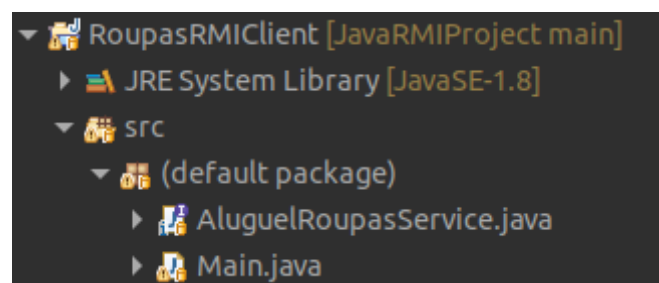 RoupasRMIClient [JavaRMIProject main]
JRE System Library [JavaSE-1.8]
src
(default package)
AluguelRoupasService.java
Main.java